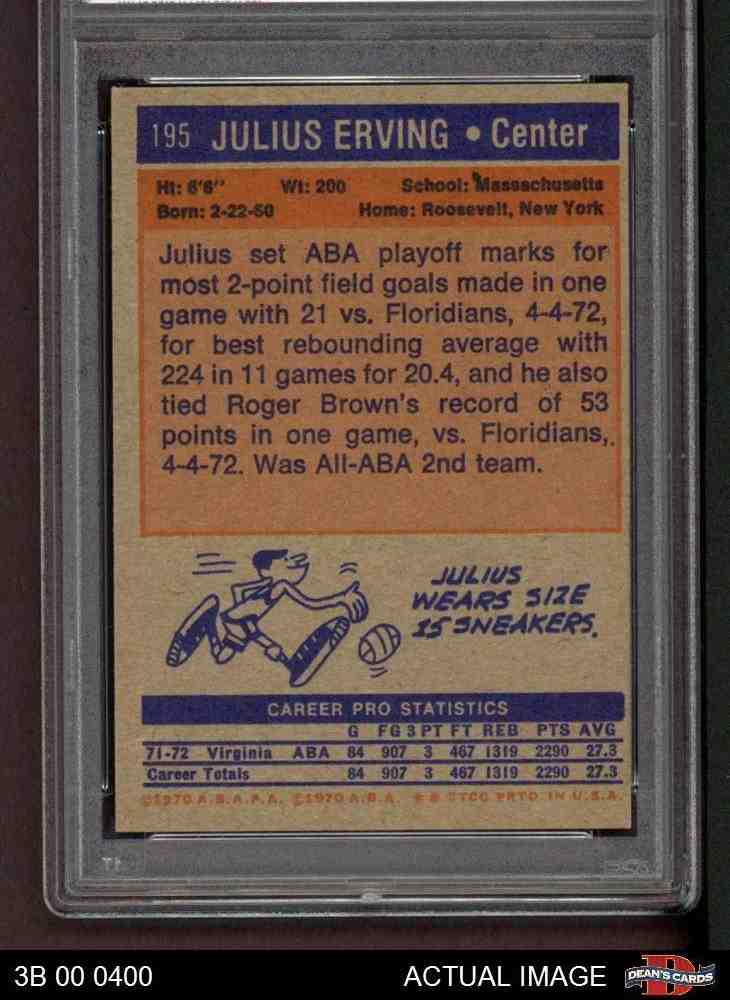 195 JULIUS ERVING • Center
Ht: 6'6" Wt: 200 School: Massachusetts
Born: 2-22-50 Home: Roosevelt, New York
Julius set ABA playoff marks for
most 2-point field goals made in one
game with 21 vs. Floridians, 4-4-72,
for best rebounding average with
224 in 11 games for 20.4, and he also
tied Roger Brown's record of 53
points in one game, vs. Floridians,
4-4-72. Was All-ABA 2nd team.
JULIUS
WEARS SIZE
15 SNEAKERS.
CAREER PRO STATISTICS
G FG 3PT FT REB PTS AVG
71-72 Virginia ABA 84 907 3 467 1319 2290 27.3
Career Totals 84 907 3 467 1319 2290 27.3
©1970 A.B.A.P.A. ©1970 A.B.A. PRTD. IN U.S.A.
3B 00 0400 ACTUAL IMAGE DEAN'S CARDS